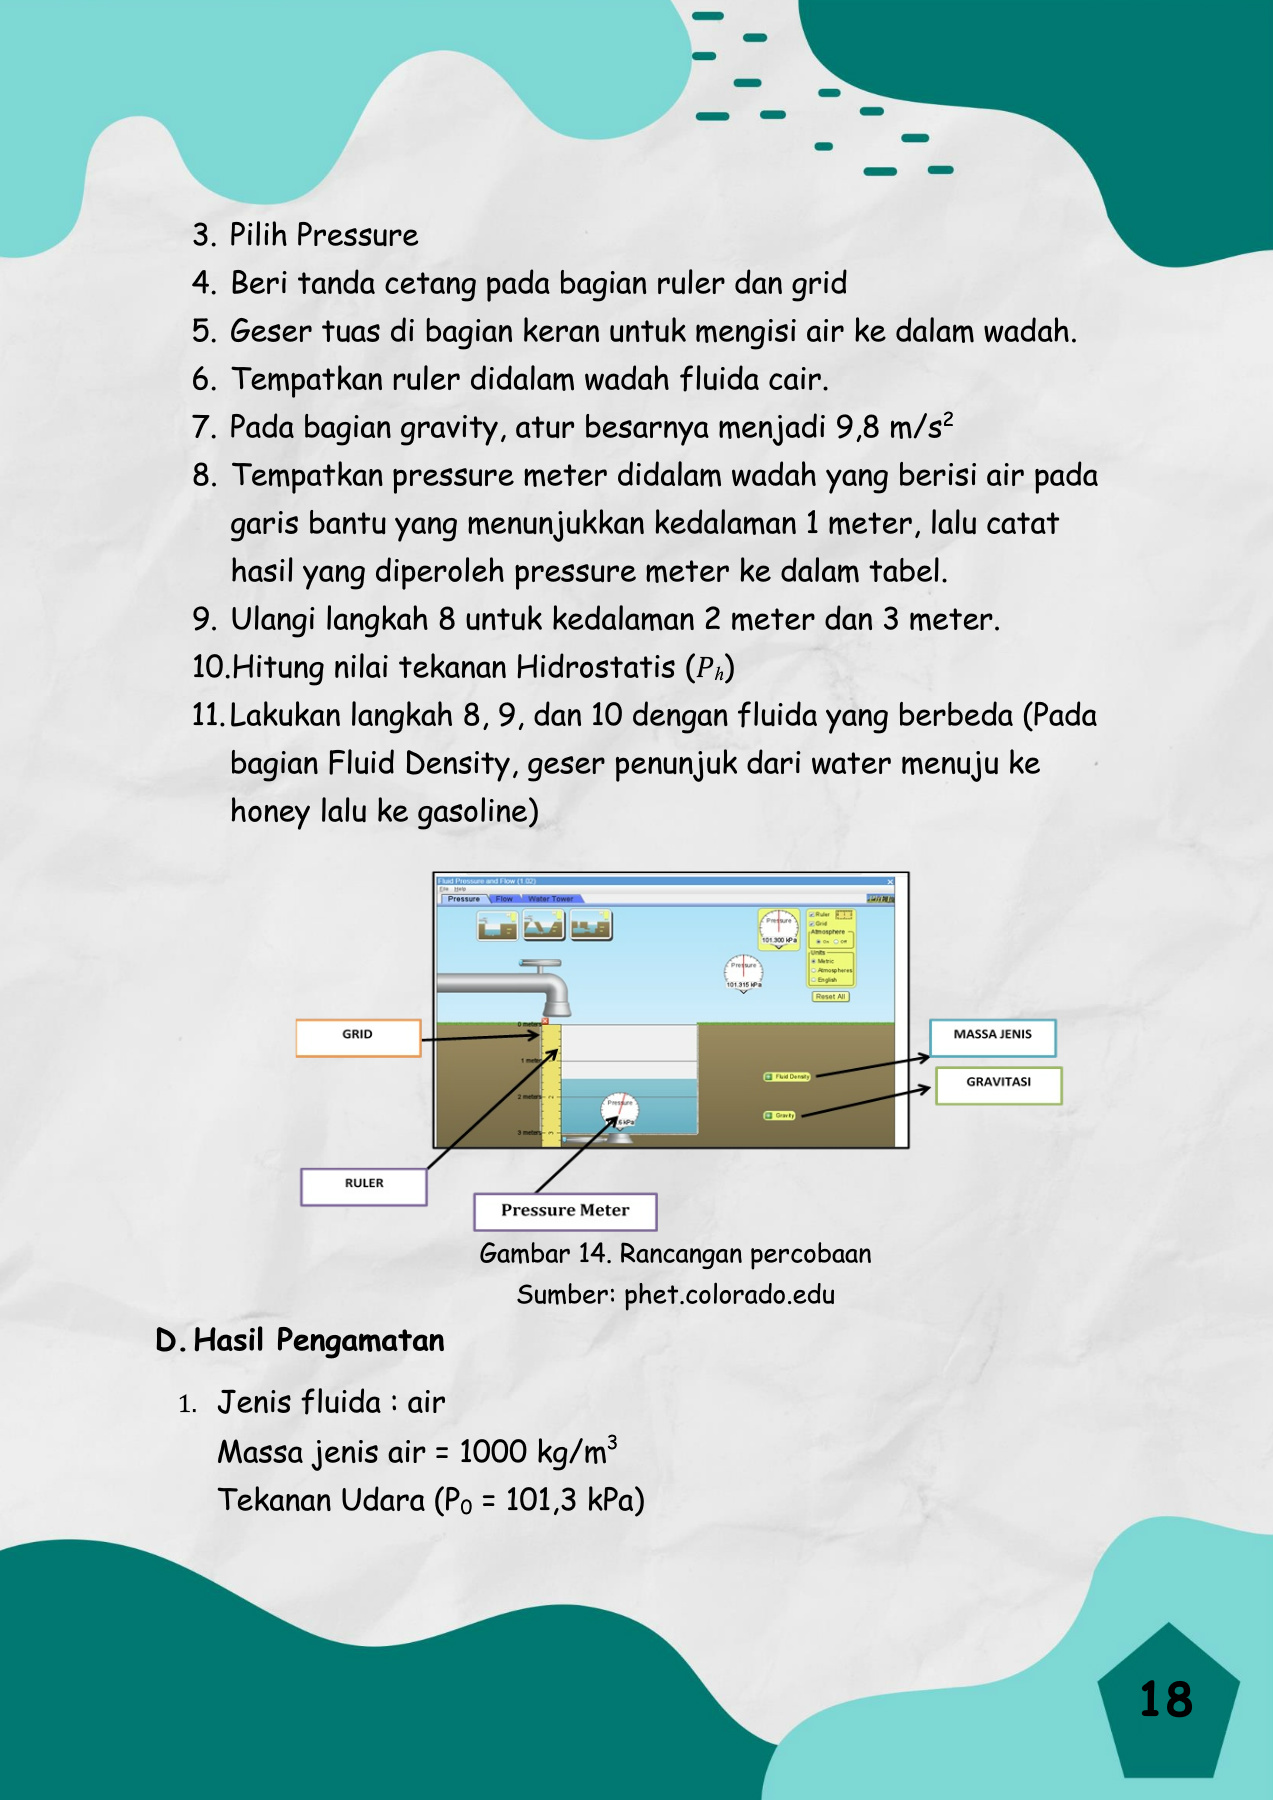 3. Pilih Pressure
4. Beri tanda cetang pada bagian ruler dan grid
5. Geser tuas di bagian keran untuk mengisi air ke dalam wadah.
6. Tempatkan ruler didalam wadah fluida cair.
7. Pada bagian gravity, atur besarnya menjadi 9,8 m/s²
8. Tempatkan pressure meter didalam wadah yang berisi air pada
garis bantu yang menunjukkan kedalaman 1 meter, lalu catat
hasil yang diperoleh pressure meter ke dalam tabel.
9. Ulangi langkah 8 untuk kedalaman 2 meter dan 3 meter.
10.Hitung nilai tekanan Hidrostatis (Pₕ)
11.Lakukan langkah 8, 9, dan 10 dengan fluida yang berbeda (Pada
bagian Fluid Density, geser penunjuk dari water menuju ke
honey lalu ke gasoline)
Fluid Pressure and Flow (1.02)
File Help
Pressure Flow Water Tower
Pressure
101.300 kPa
Ruler
Grid
Atmosphere
On Off
Units
Metric
Atmospheres
English
Reset All
Pressure
101.315 kPa
0 meters
1 meter
2 meters
3 meters
Pressure
Fluid Density
Gravity
GRID
MASSA JENIS
GRAVITASI
RULER
Pressure Meter
Gambar 14. Rancangan percobaan
Sumber: phet.colorado.edu
D. Hasil Pengamatan
1. Jenis fluida : air
Massa jenis air = 1000 kg/m³
Tekanan Udara (P₀ = 101,3 kPa)
18